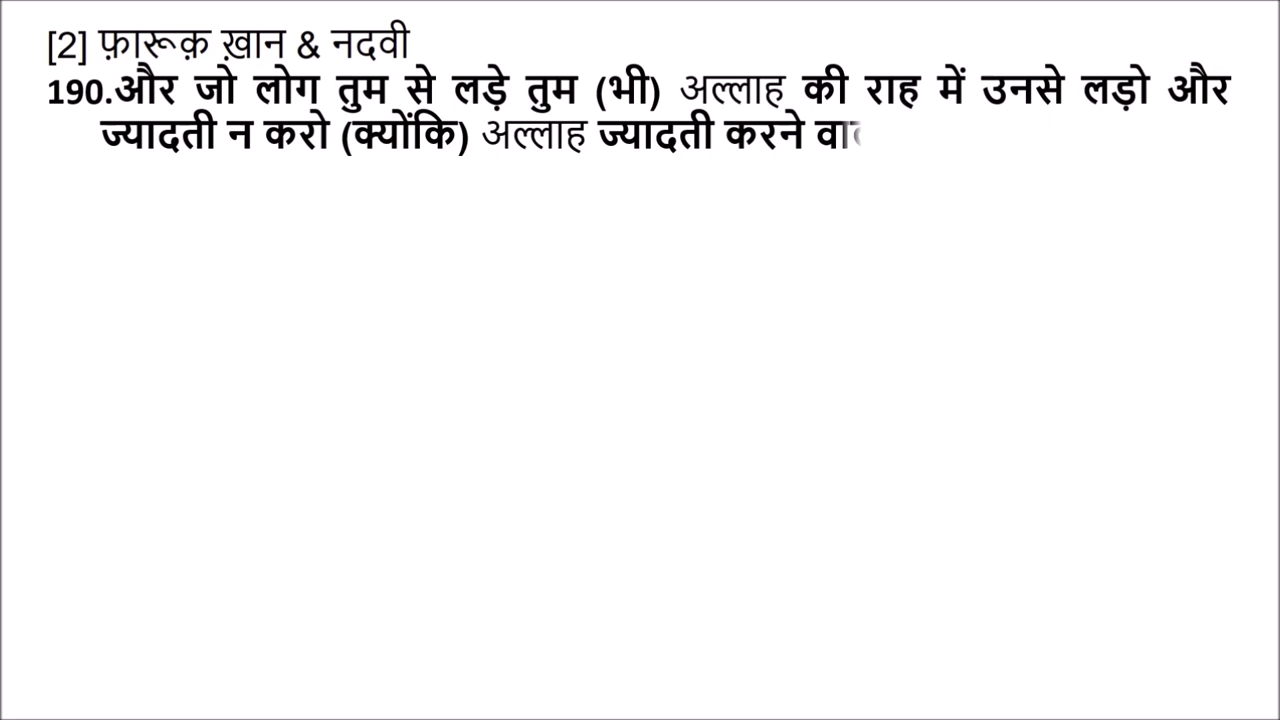 [2] फ़ारूक़ ख़ान & नदवी
190.और जो लोग तुम से लड़े तुम (भी) अल्लाह की राह में उनसे लड़ो और
ज्यादती न करो (क्योंकि) अल्लाह ज्यादती करने